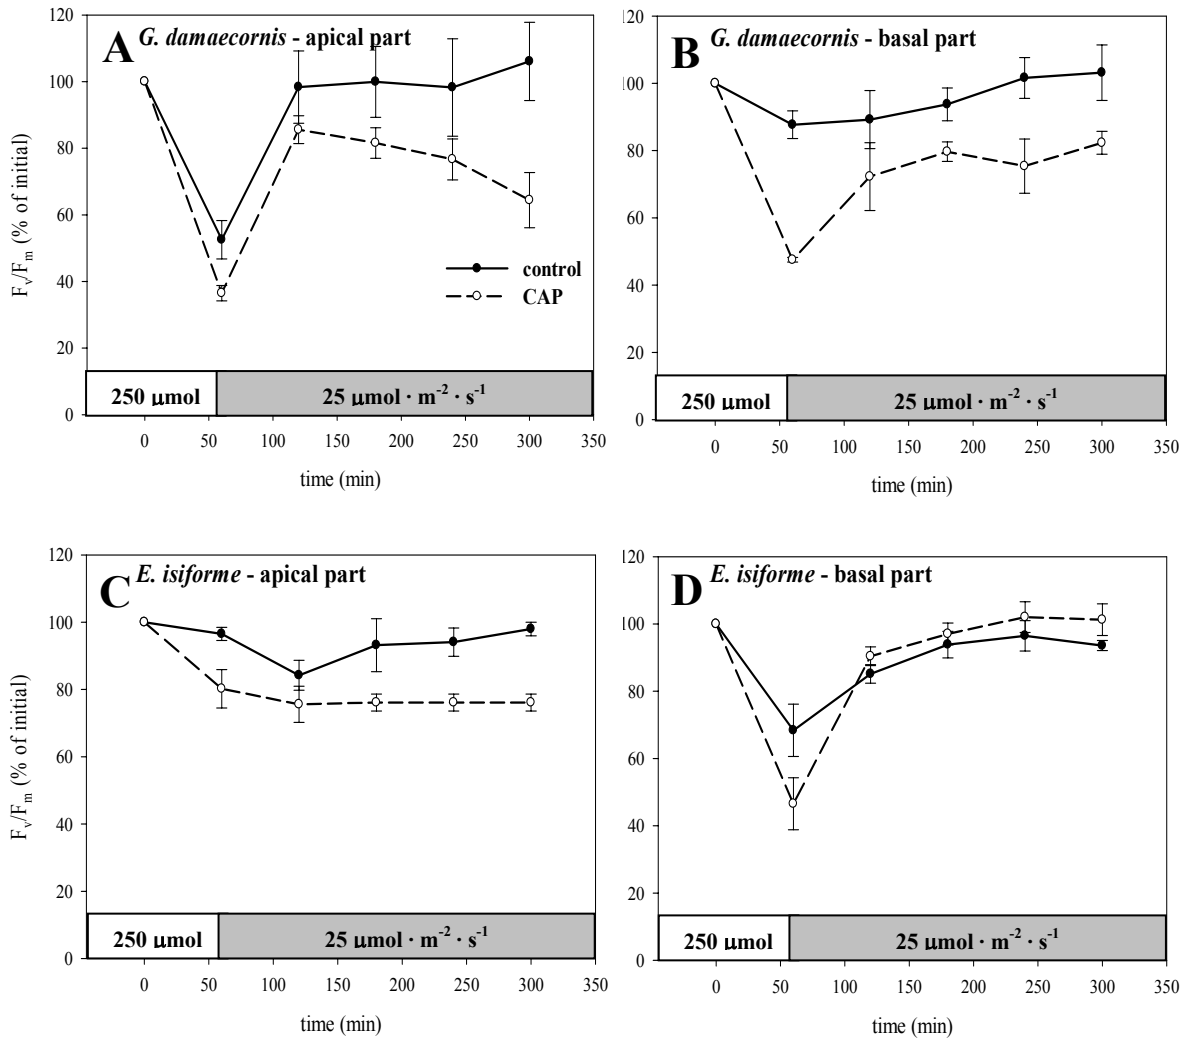 A G. damaecornis - apical part
120
100
80
60
40
20
0
Fv/Fm (% of initial)
control
CAP
250 µmol 25 µmol · m-2 · s-1
0 50 100 150 200 250 300 350
time (min)
B G. damaecornis - basal part
120
100
80
60
40
20
0
250 µmol 25 µmol · m-2 · s-1
0 50 100 150 200 250 300 350
time (min)
C E. isiforme - apical part
120
100
80
60
40
20
0
Fv/Fm (% of initial)
250 µmol 25 µmol · m-2 · s-1
0 50 100 150 200 250 300 350
time (min)
D E. isiforme - basal part
120
100
80
60
40
20
0
250 µmol 25 µmol · m-2 · s-1
0 50 100 150 200 250 300 350
time (min)